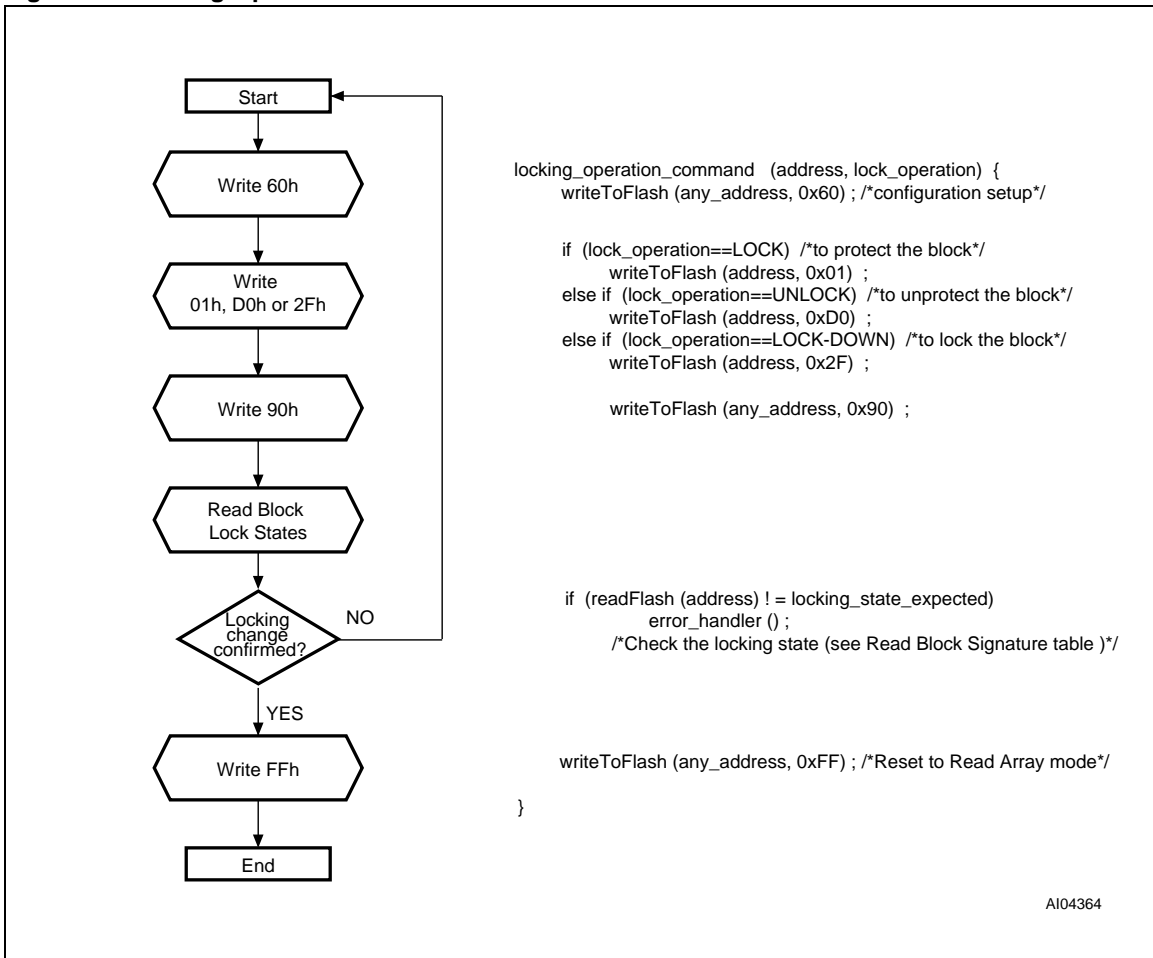 Start
Write 60h
Write
01h, D0h or 2Fh
Write 90h
Read Block
Lock States
Locking
change
confirmed?
NO
YES
Write FFh
End
locking_operation_command (address, lock_operation) {
writeToFlash (any_address, 0x60) ; /*configuration setup*/
if (lock_operation==LOCK) /*to protect the block*/
writeToFlash (address, 0x01) ;
else if (lock_operation==UNLOCK) /*to unprotect the block*/
writeToFlash (address, 0xD0) ;
else if (lock_operation==LOCK-DOWN) /*to lock the block*/
writeToFlash (address, 0x2F) ;
writeToFlash (any_address, 0x90) ;
if (readFlash (address) ! = locking_state_expected)
error_handler () ;
/*Check the locking state (see Read Block Signature table )*/
writeToFlash (any_address, 0xFF) ; /*Reset to Read Array mode*/
}
AI04364